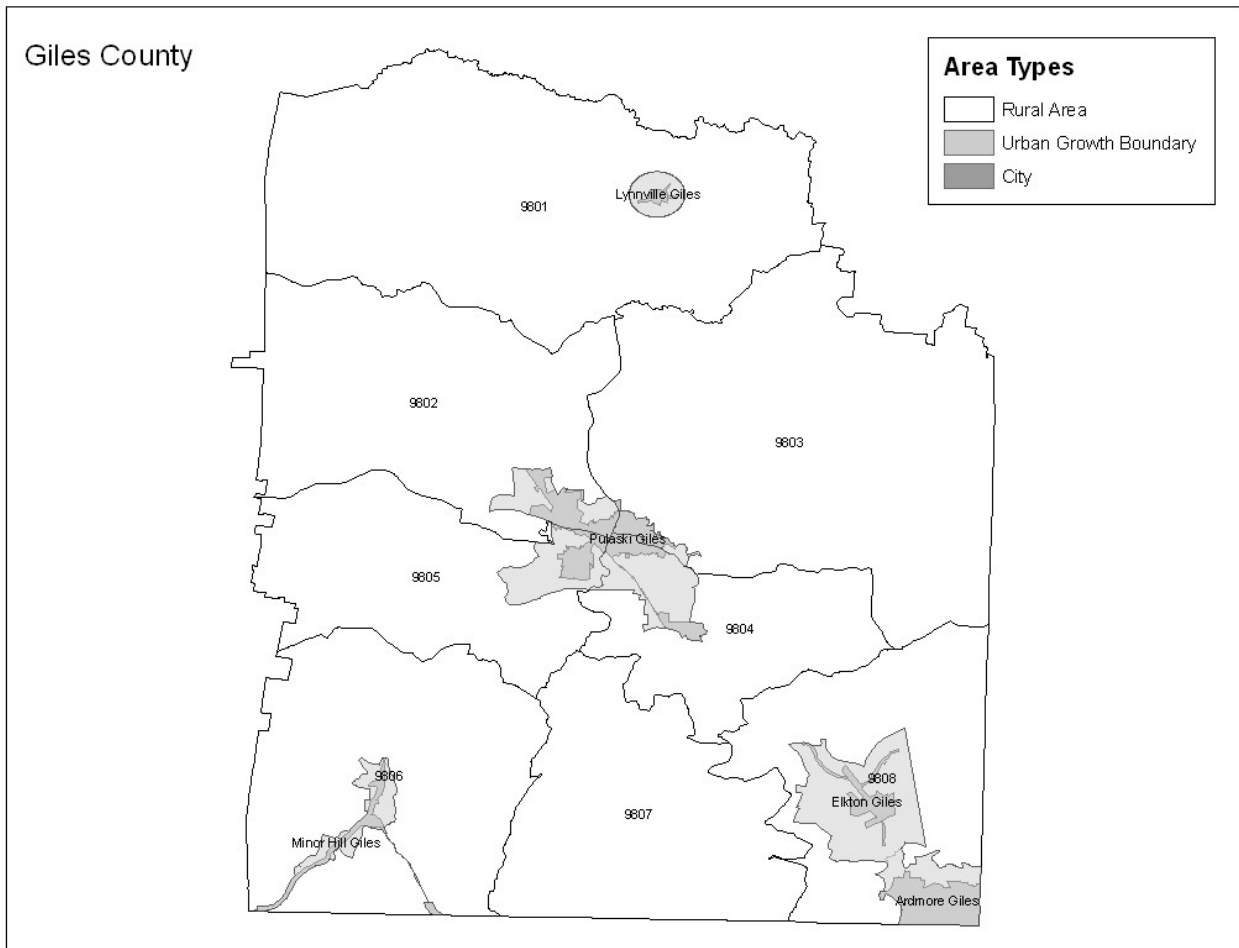 Giles County
Area Types
Rural Area
Urban Growth Boundary
City
Lynnville Giles
9801
9802
9803
Pulaski Giles
9805
9804
9806
9808
Elkton Giles
9807
Minor Hill Giles
Ardmore Giles